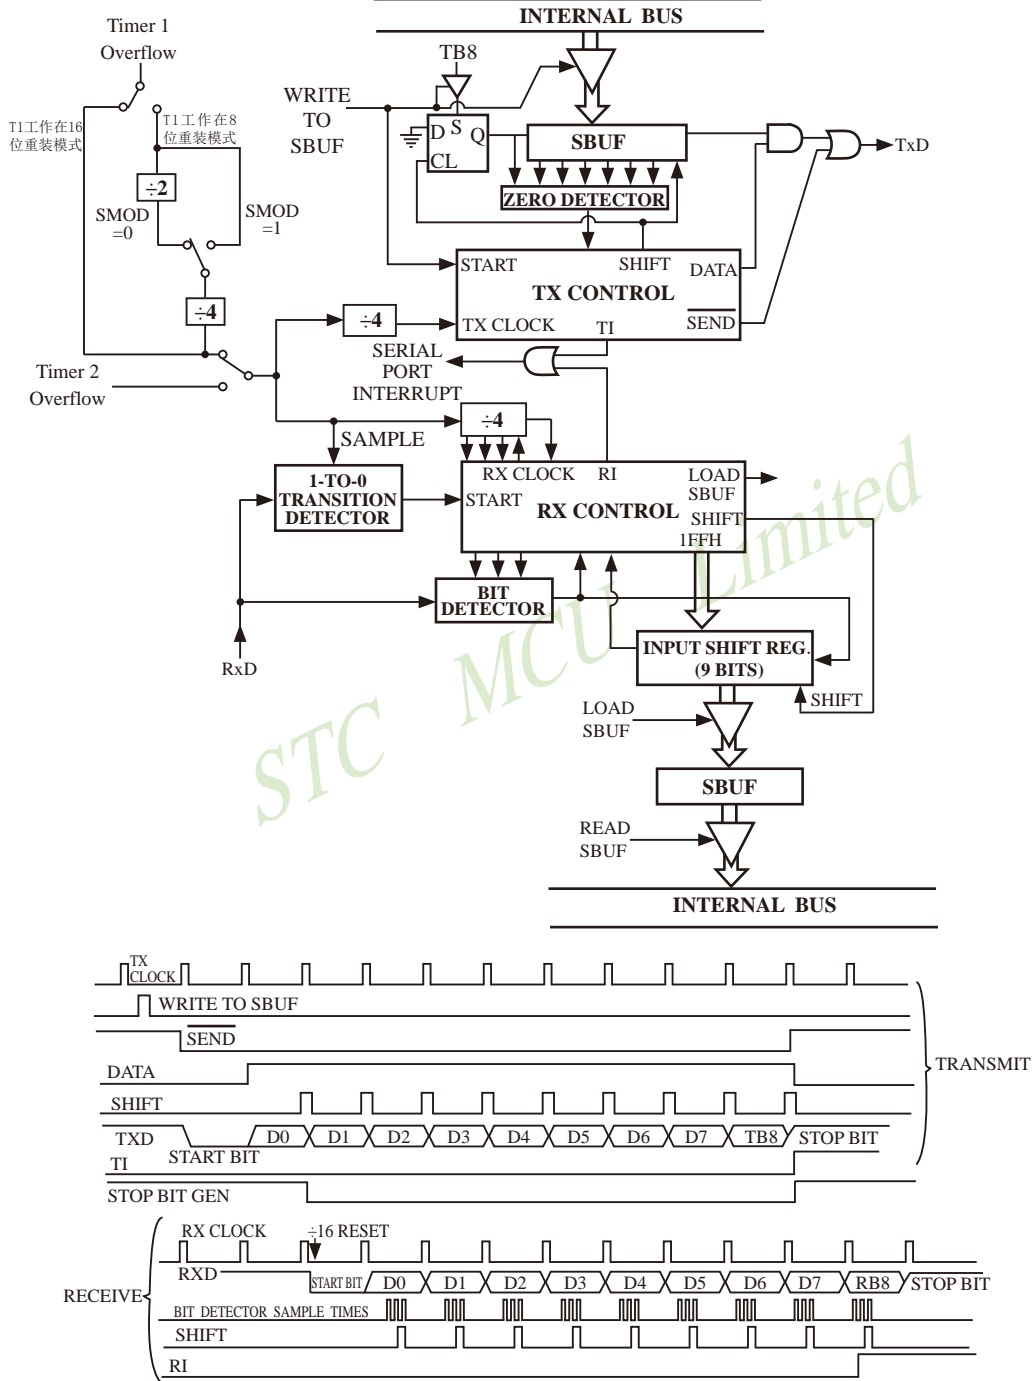 INTERNAL BUS
Timer 1
Overflow
TB8
WRITE
TO
SBUF
T1工作在16
位重装模式
T1工作在8
位重装模式
D S Q
CL
SBUF
TxD
÷2
ZERO DETECTOR
SMOD
=0
SMOD
=1
START
SHIFT
DATA
TX CONTROL
÷4
÷4
TX CLOCK
TI
SEND
SERIAL
PORT
INTERRUPT
Timer 2
Overflow
÷4
SAMPLE
RX CLOCK
RI
LOAD
SBUF
1-TO-0
TRANSITION
DETECTOR
START
RX CONTROL
SHIFT
1FFH
BIT
DETECTOR
RxD
INPUT SHIFT REG.
(9 BITS)
SHIFT
LOAD
SBUF
SBUF
READ
SBUF
INTERNAL BUS
STC MCU Limited
TX
CLOCK
WRITE TO SBUF
SEND
DATA
TRANSMIT
SHIFT
TXD
START BIT
D0 D1 D2 D3 D4 D5 D6 D7 TB8 STOP BIT
TI
STOP BIT GEN
RX CLOCK
÷16 RESET
RXD
START BIT D0 D1 D2 D3 D4 D5 D6 D7 RB8 STOP BIT
RECEIVE
BIT DETECTOR SAMPLE TIMES
SHIFT
RI